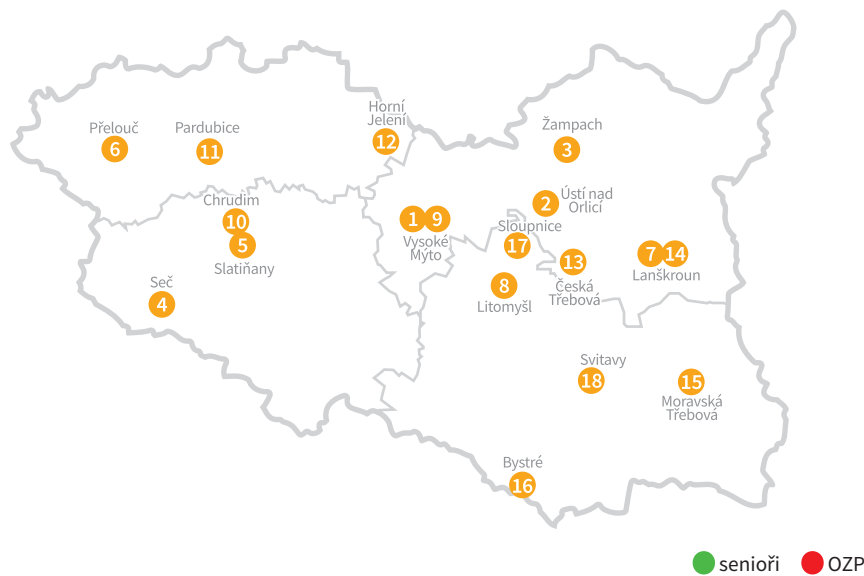 Horní
Jelení
12
Přelouč
6
Pardubice
11
Žampach
3
Chrudim
10
5
Slatiňany
1 9
Vysoké
Mýto
2
Ústí nad
Orlicí
Sloupnice
17
13
Česká
Třebová
7 14
Lanškroun
Seč
4
8
Litomyšl
Svitavy
18
15
Moravská
Třebová
Bystré
16
senioři
OZP